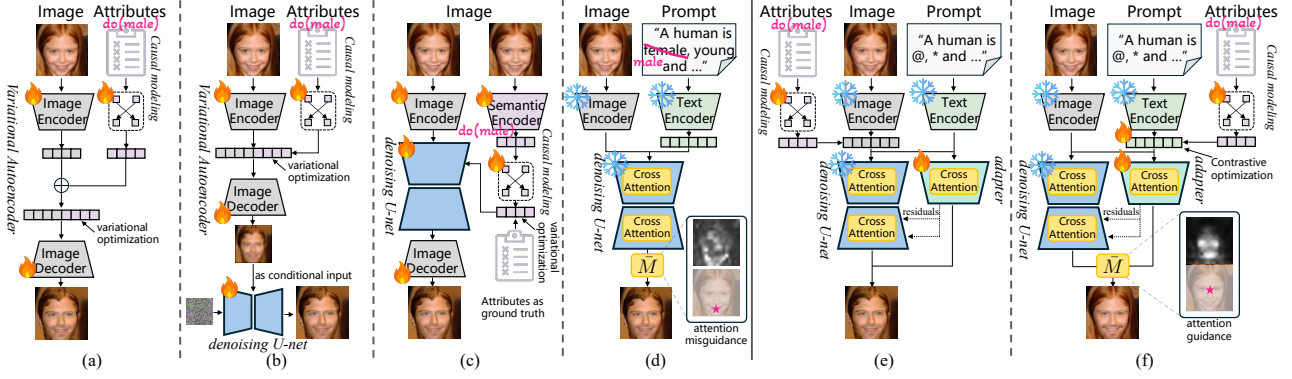 Image Attributes
do(male)
Causal modeling
Variational Autoencoder
Image
Encoder
variational
optimization
Image
Decoder
(a)
Image Attributes
do(male)
Causal modeling
Variational Autoencoder
Image
Encoder
variational
optimization
Image
Decoder
as conditional input
denoising U-net
(b)
Image
Image
Encoder
Semantic
Encoder
do(male)
Causal modeling
denoising U-net
variational
optimization
Image
Decoder
Attributes as
ground truth
(c)
Image Prompt
"A human is
female, young
male
and ..."
Image
Encoder
Text
Encoder
denoising U-net
Cross
Attention
Cross
Attention
M̄
attention
misguidance
(d)
Attributes Image Prompt
do(male)
"A human is
@, * and ..."
Causal modeling
Image
Encoder
Text
Encoder
denoising U-net
adapter
Cross
Attention
Cross
Attention
residuals
Cross
Attention
(e)
Image Prompt Attributes
do(male)
"A human is
@, * and ..."
Causal modeling
Image
Encoder
Text
Encoder
Contrastive
optimization
denoising U-net
adapter
Cross
Attention
Cross
Attention
residuals
Cross
Attention
M̄
attention
guidance
(f)